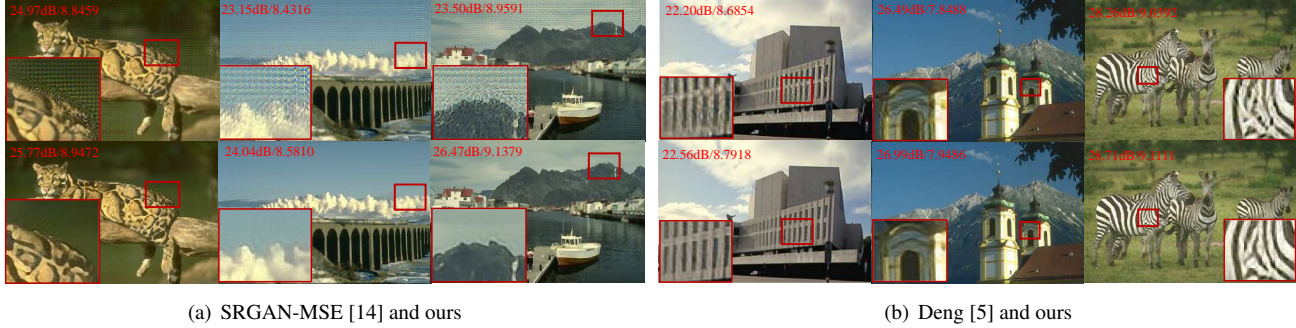 24.97dB/8.8459
23.15dB/8.4316
23.50dB/8.9591
22.20dB/8.6854
26.49dB/7.8488
25.77dB/8.9472
24.04dB/8.5810
26.47dB/9.1379
22.56dB/8.7918
26.99dB/7.9486
(a) SRGAN-MSE [14] and ours
(b) Deng [5] and ours